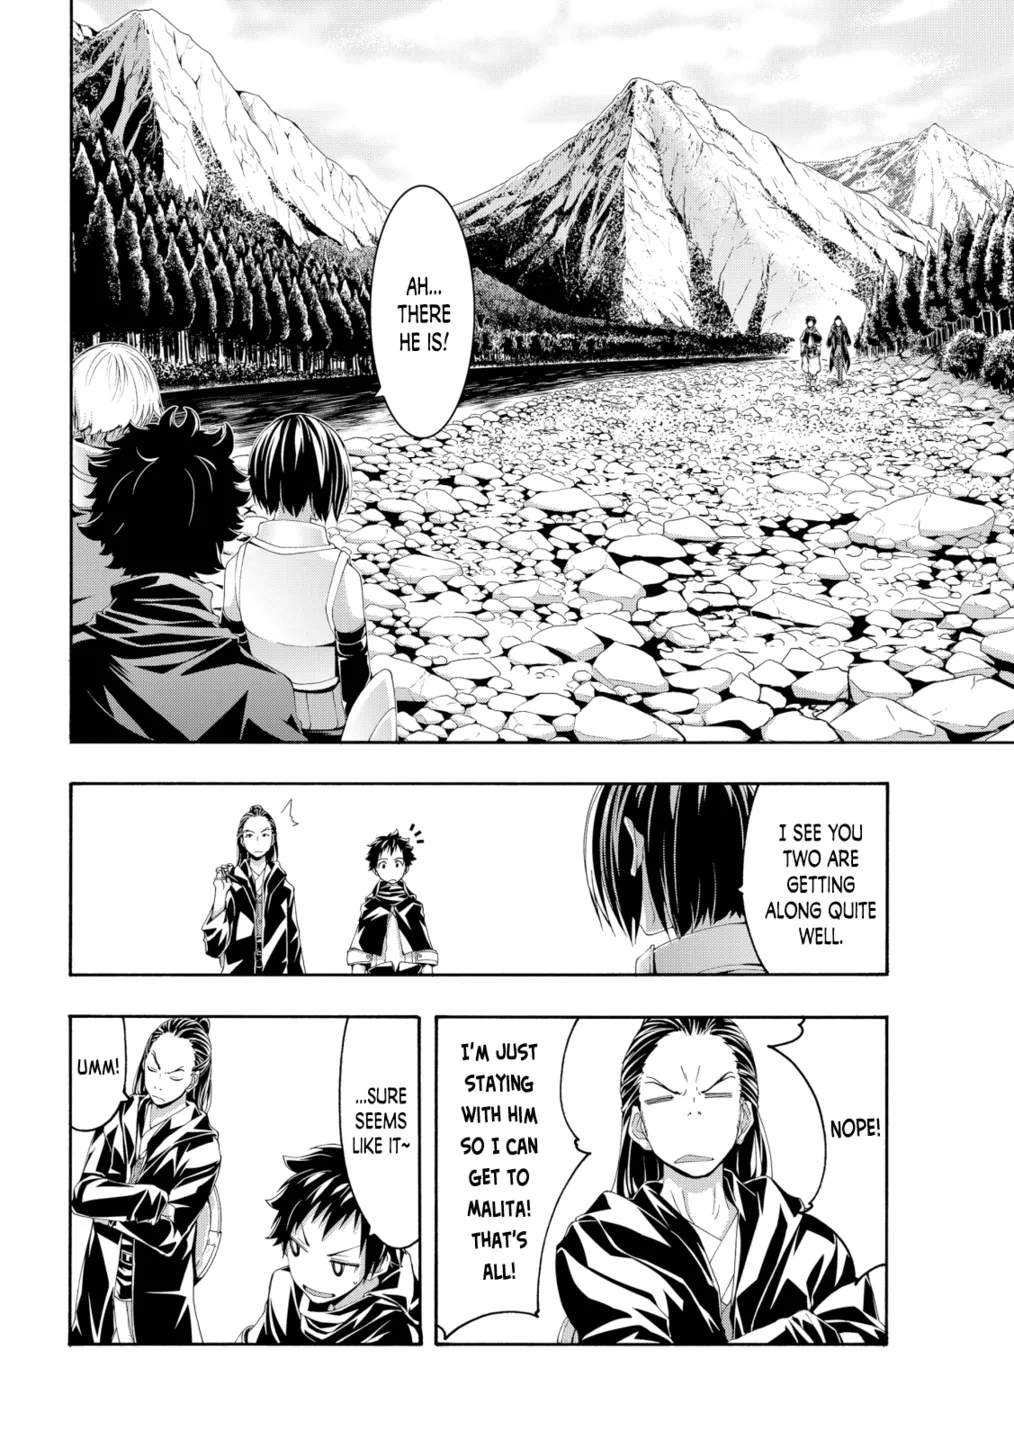 AH...
THERE
HE IS!
I SEE YOU
TWO ARE
GETTING
ALONG QUITE
WELL.
NOPE!
I'M JUST
STAYING
WITH HIM
SO I CAN
GET TO
MALITA!
THAT'S
ALL!
...SURE
SEEMS
LIKE IT~
UMM!